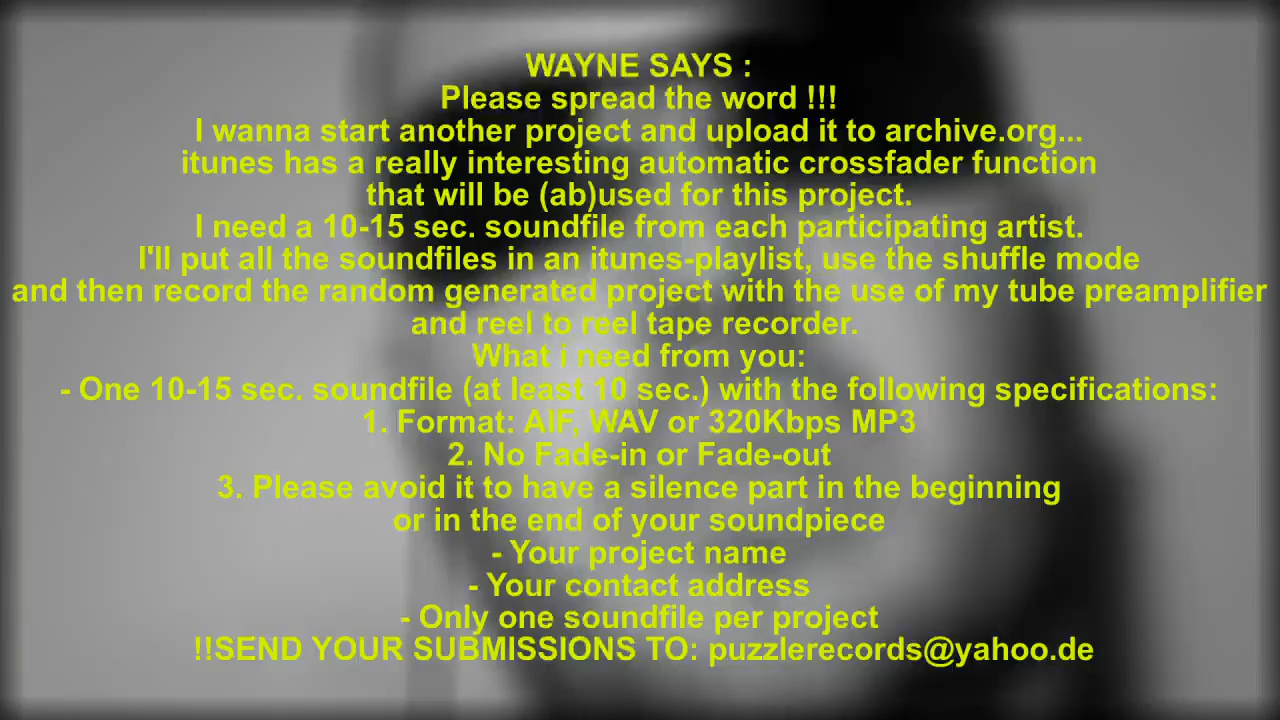 WAYNE SAYS :
Please spread the word !!!
I wanna start another project and upload it to archive.org...
itunes has a really interesting automatic crossfader function
that will be (ab)used for this project.
I need a 10-15 sec. soundfile from each participating artist.
I'll put all the soundfiles in an itunes-playlist, use the shuffle mode
and then record the random generated project with the use of my tube preamplifier
and reel to reel tape recorder.
What i need from you:
- One 10-15 sec. soundfile (at least 10 sec.) with the following specifications:
1. Format: AIF, WAV or 320Kbps MP3
2. No Fade-in or Fade-out
3. Please avoid it to have a silence part in the beginning
or in the end of your soundpiece
- Your project name
- Your contact address
- Only one soundfile per project
!!SEND YOUR SUBMISSIONS TO: puzzlerecords@yahoo.de